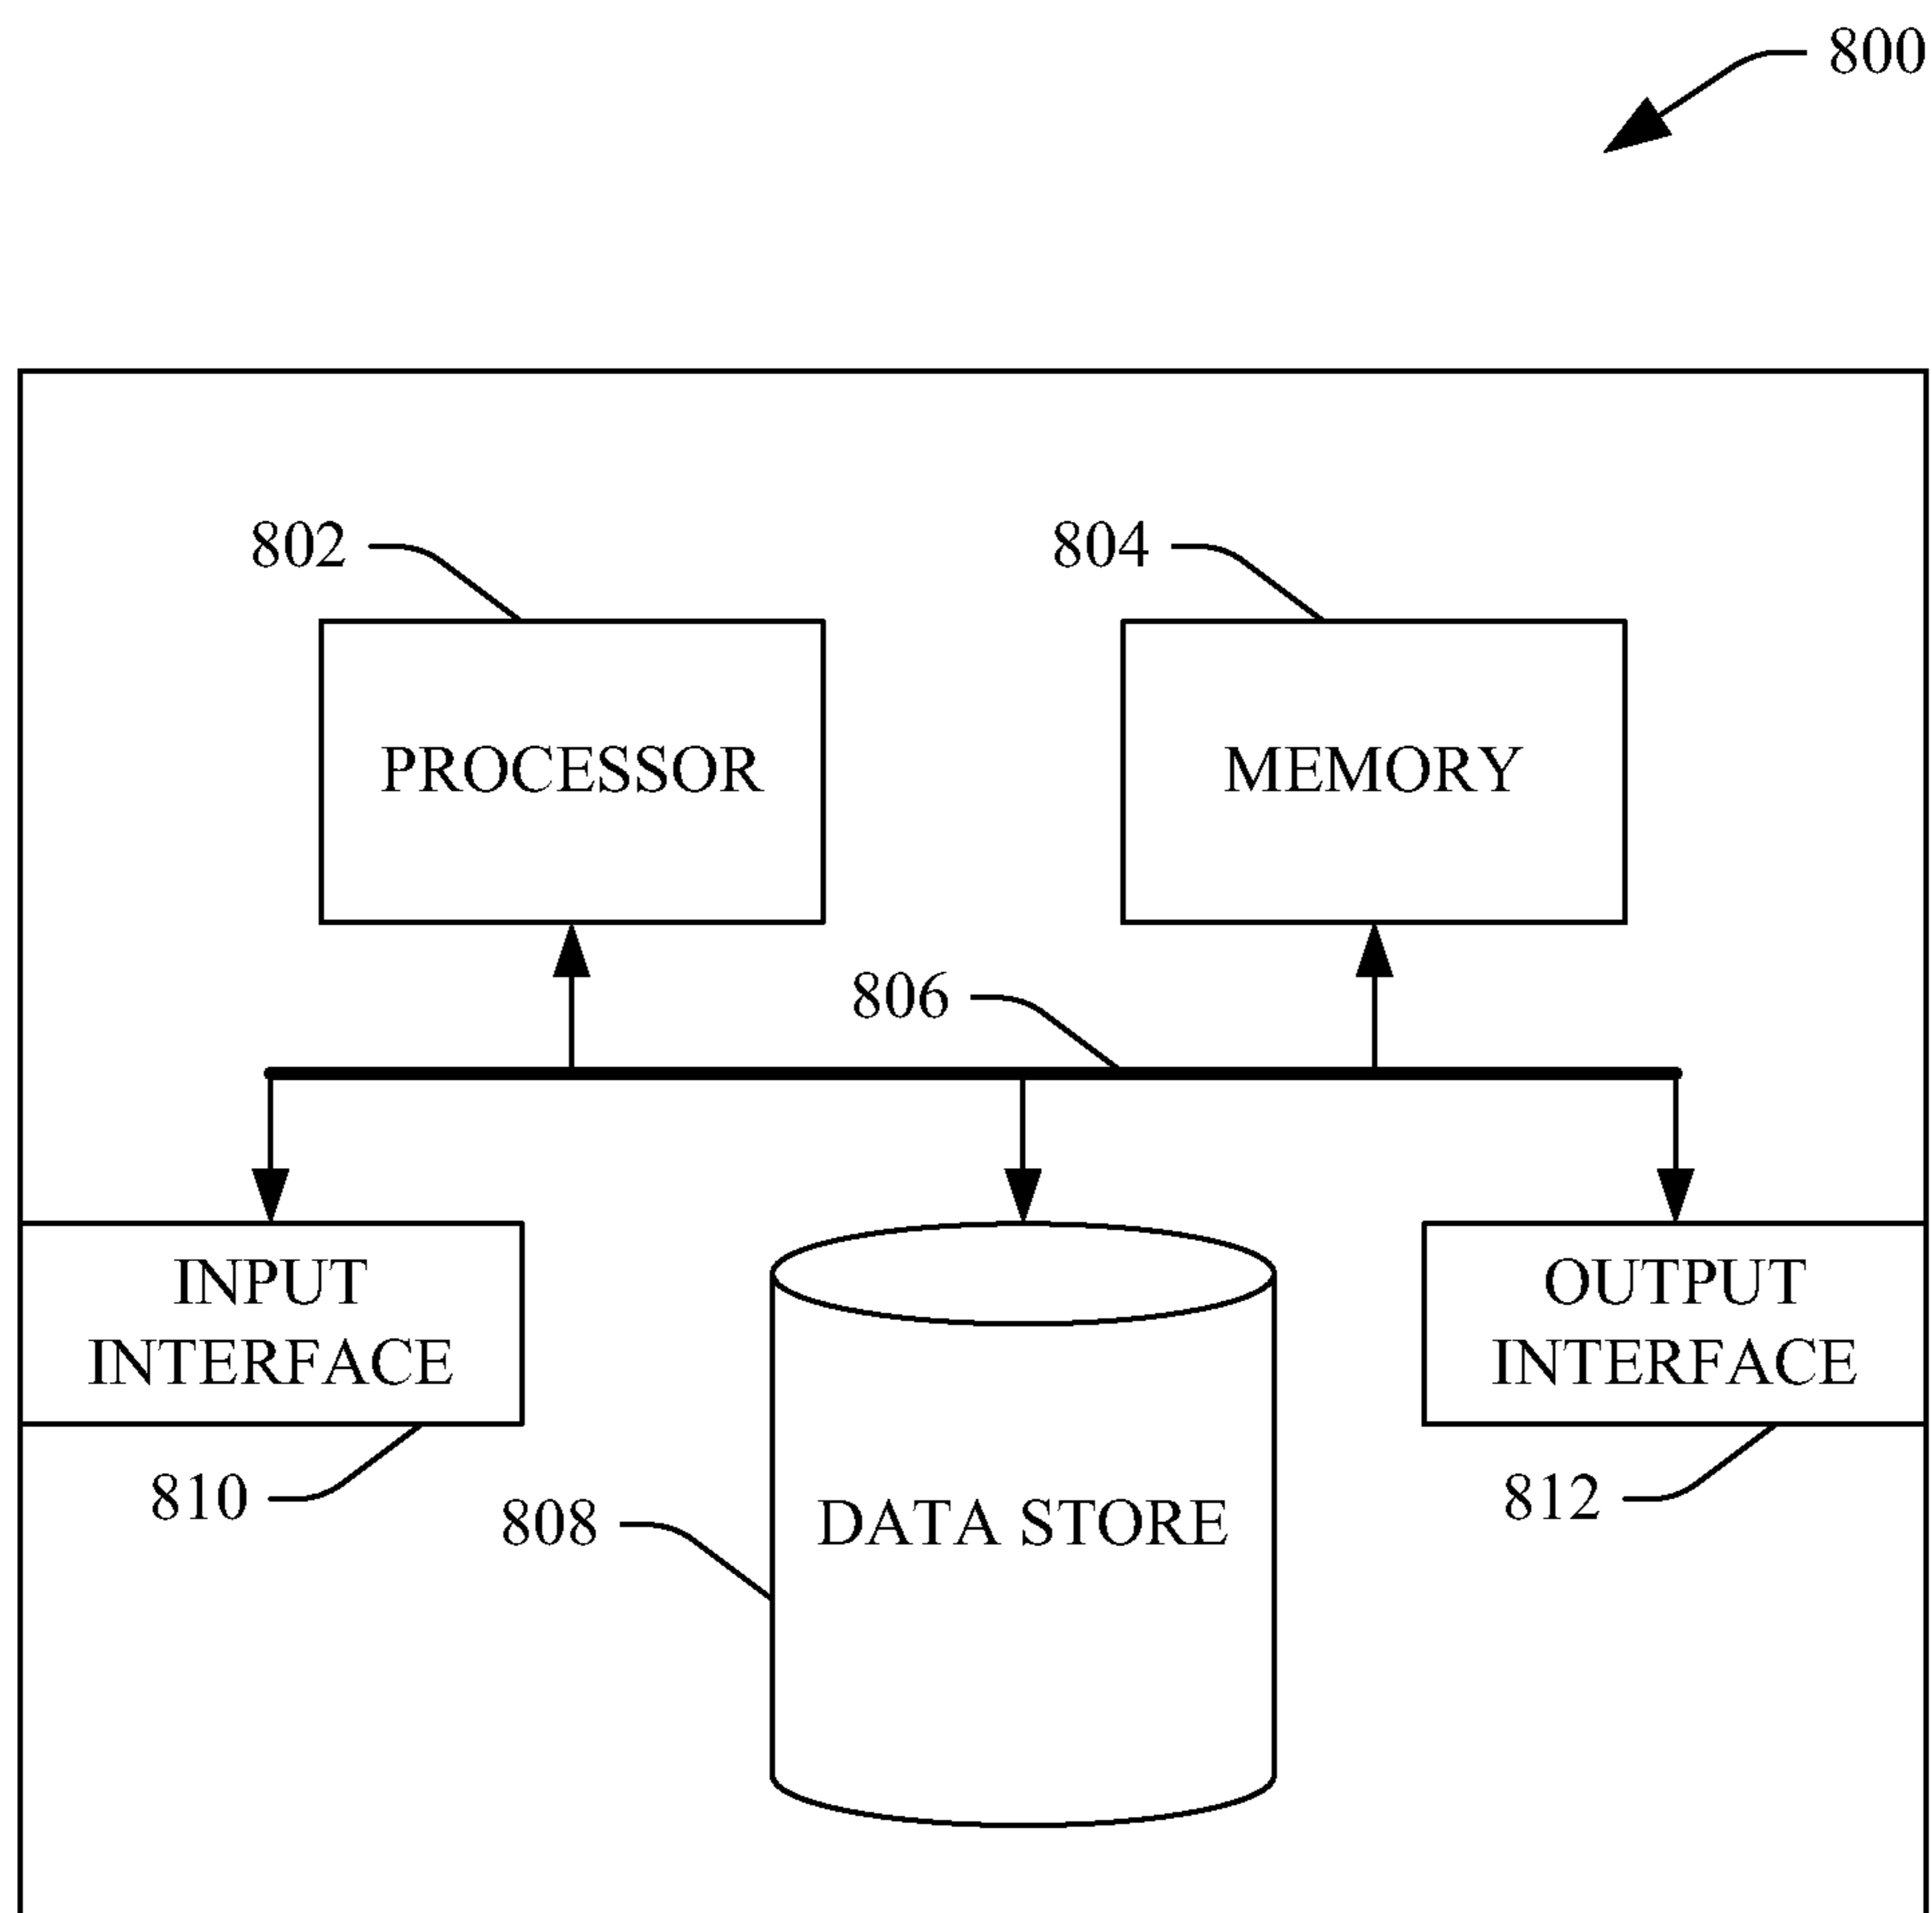 800
802
804
PROCESSOR
MEMORY
806
INPUT
INTERFACE
OUTPUT
INTERFACE
810
808
DATA STORE
812